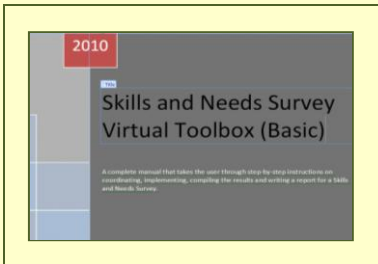 2010
Title
Skills and Needs Survey
Virtual Toolbox (Basic)
A complete manual that takes the user through step by step instructions on
coordinating, implementing, compiling the results and writing a report for a Skills
and Needs Survey.